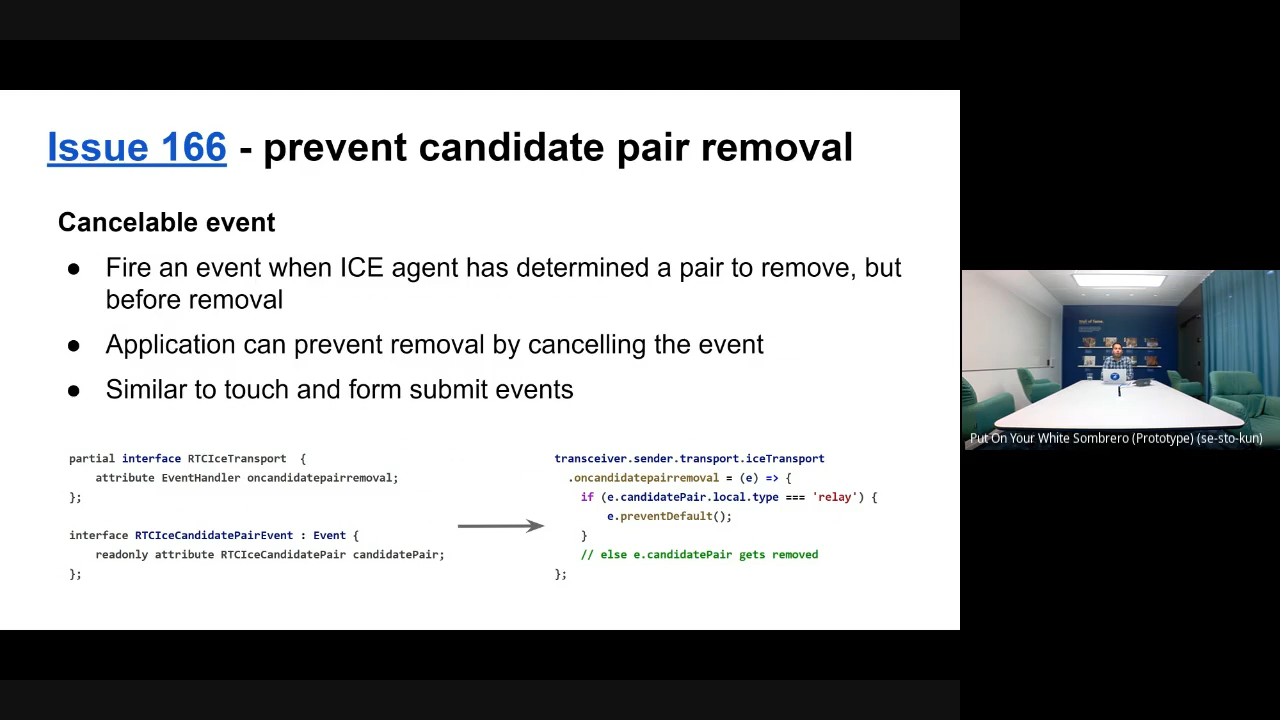 Issue 166 - prevent candidate pair removal
Cancelable event
● Fire an event when ICE agent has determined a pair to remove, but
before removal
● Application can prevent removal by cancelling the event
● Similar to touch and form submit events
partial interface RTCIceTransport {
attribute EventHandler oncandidatepairremoval;
};
interface RTCIceCandidatePairEvent : Event {
readonly attribute RTCIceCandidatePair candidatePair;
};
transceiver.sender.transport.iceTransport
.oncandidatepairremoval = (e) => {
if (e.candidatePair.local.type === 'relay') {
e.preventDefault();
}
// else e.candidatePair gets removed
};
Put On Your White Sombrero (Prototype) (se-sto-kun)